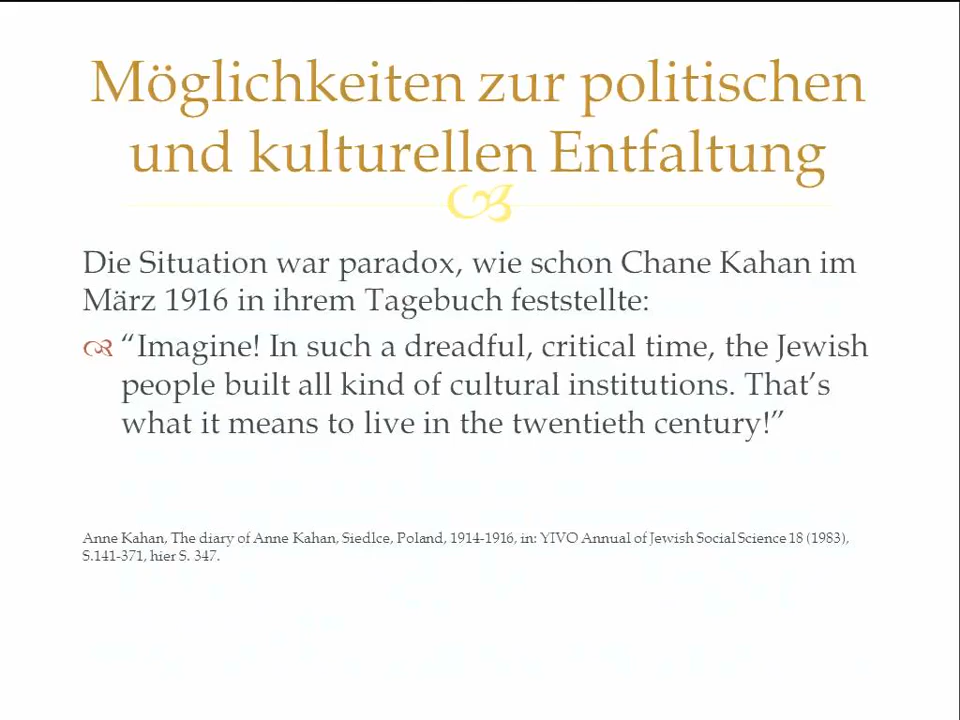 Möglichkeiten zur politischen
und kulturellen Entfaltung
Die Situation war paradox, wie schon Chane Kahan im
März 1916 in ihrem Tagebuch feststellte:
“Imagine! In such a dreadful, critical time, the Jewish
people built all kind of cultural institutions. That’s
what it means to live in the twentieth century!”
Anne Kahan, The diary of Anne Kahan, Siedlce, Poland, 1914-1916, in: YIVO Annual of Jewish Social Science 18 (1983),
S.141-371, hier S. 347.